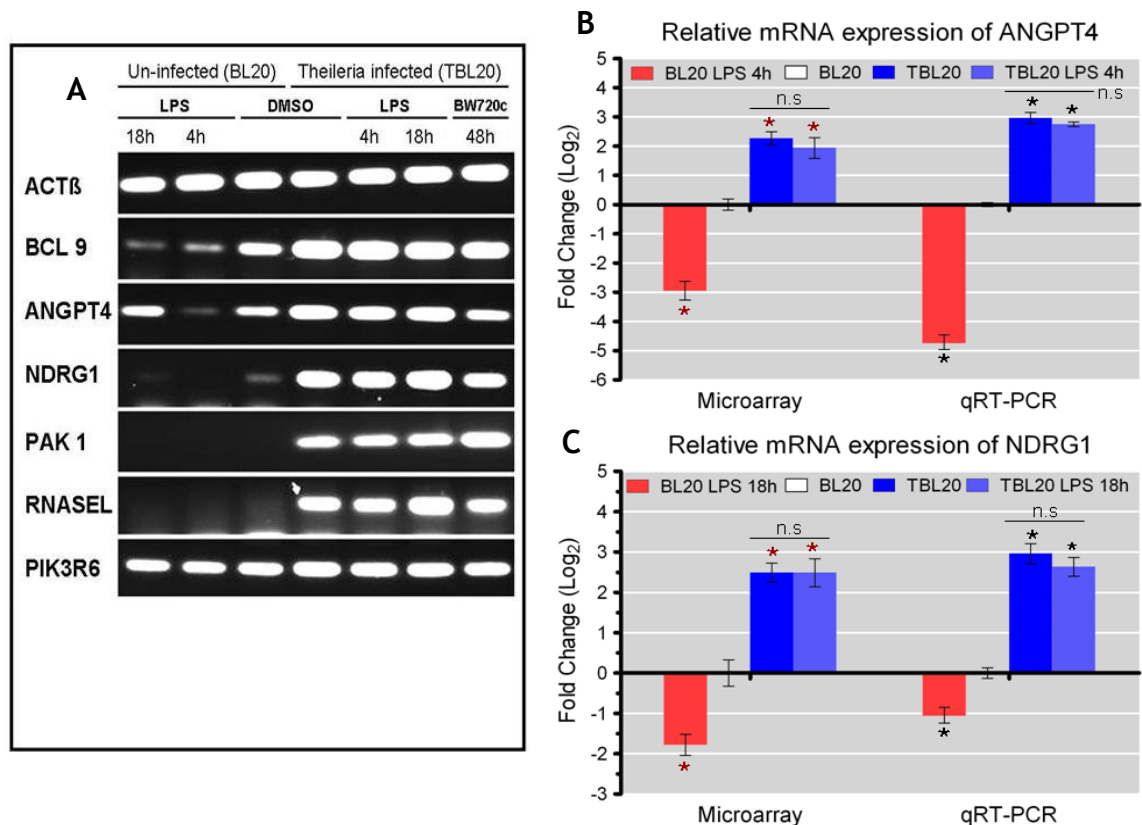 A
Un-infected (BL20) Theileria infected (TBL20)
LPS DMSO LPS BW720c
18h 4h 4h 18h 48h
ACTß
BCL 9
ANGPT4
NDRG1
PAK 1
RNASEL
PIK3R6
B
Relative mRNA expression of ANGPT4
BL20 LPS 4h BL20 TBL20 TBL20 LPS 4h
Fold Change (Log2)
5
4
3
2
1
0
-1
-2
-3
-4
-5
-6
n.s
n.s
* * * *
* *
Microarray qRT-PCR
C
Relative mRNA expression of NDRG1
BL20 LPS 18h BL20 TBL20 TBL20 LPS 18h
Fold Change (Log2)
5
4
3
2
1
0
-1
-2
-3
n.s
n.s
* * * *
* *
Microarray qRT-PCR